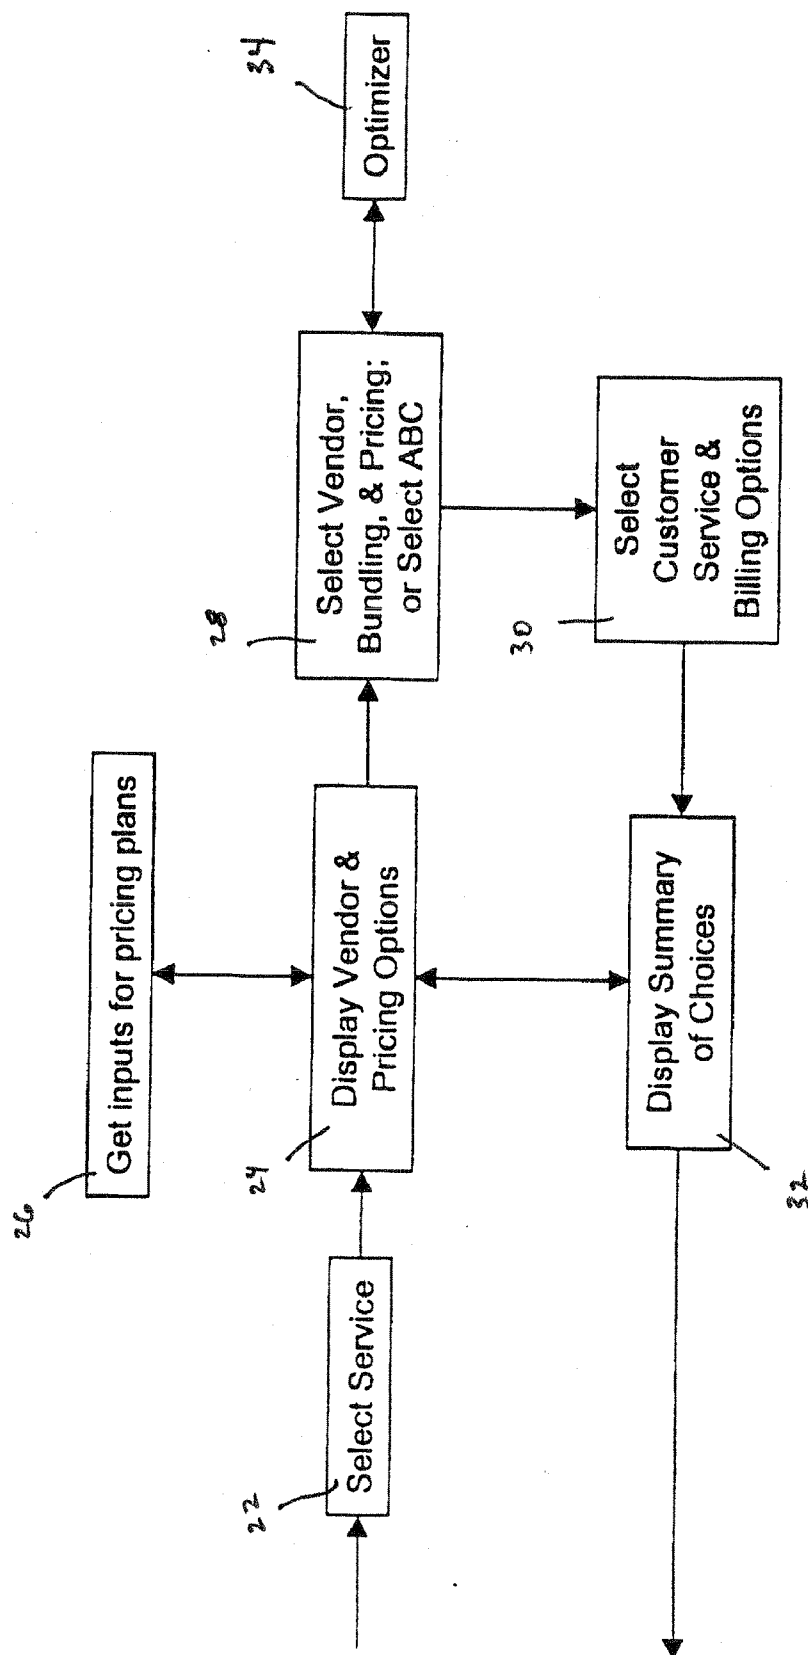 26
Get inputs for pricing plans
22
Select Service
24
Display Vendor &
Pricing Options
28
Select Vendor,
Bundling, & Pricing;
or Select ABC
34
Optimizer
32
Display Summary
of Choices
30
Select
Customer
Service &
Billing Options